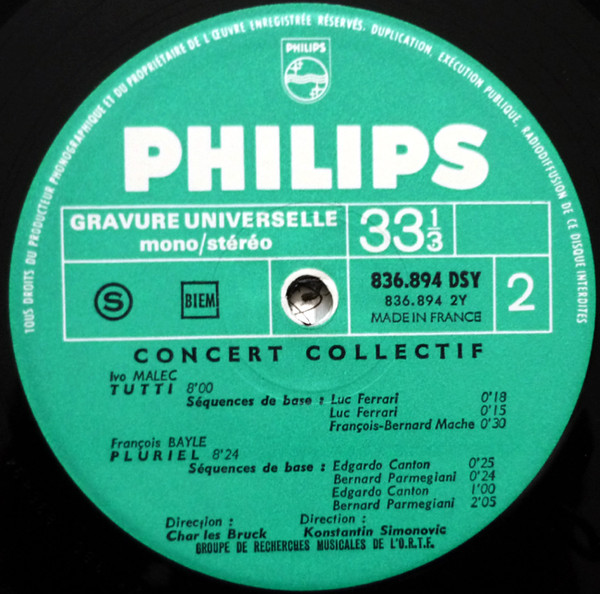 TOUS DROITS DU PRODUCTEUR PHONOGRAPHIQUE ET DU PROPRIÉTAIRE DE L'ŒUVRE ENREGISTRÉE RÉSERVÉS. DUPLICATION, EXÉCUTION PUBLIQUE, RADIODIFFUSION DE CE DISQUE INTERDITES
PHILIPS
PHILIPS
GRAVURE UNIVERSELLE
mono/stéréo
33 1/3
S
BIEM
836.894 DSY
836.894 2Y
MADE IN FRANCE
2
CONCERT COLLECTIF
Ivo MALEC
TUTTI 8'00
Séquences de base : Luc Ferrari 0'18
Luc Ferrari 0'15
François-Bernard Mache 0'30
François BAYLE
PLURIEL 8'24
Séquences de base : Edgardo Canton 0'25
Bernard Parmegiani 0'24
Edgardo Canton 1'00
Bernard Parmegiani 2'05
Direction : Direction :
Char les Bruck Konstantin Simonovic
GROUPE DE RECHERCHES MUSICALES DE L'O.R.T.F.